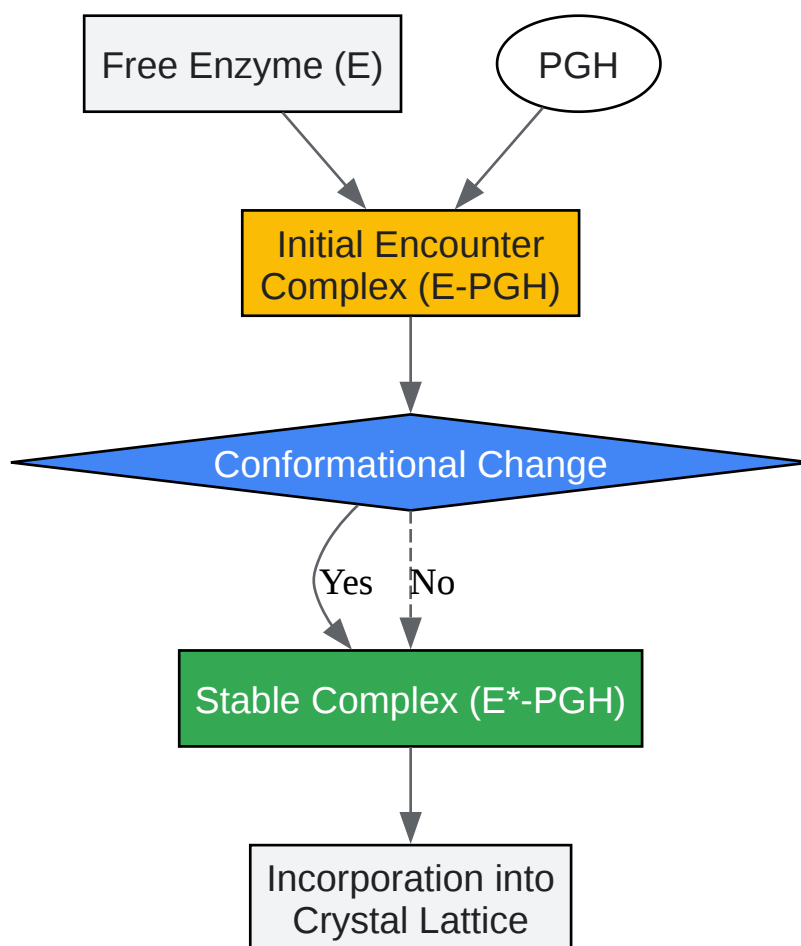 Free Enzyme (E)
PGH
Initial Encounter
Complex (E-PGH)
Conformational Change
Yes
No
Stable Complex (E*-PGH)
Incorporation into
Crystal Lattice